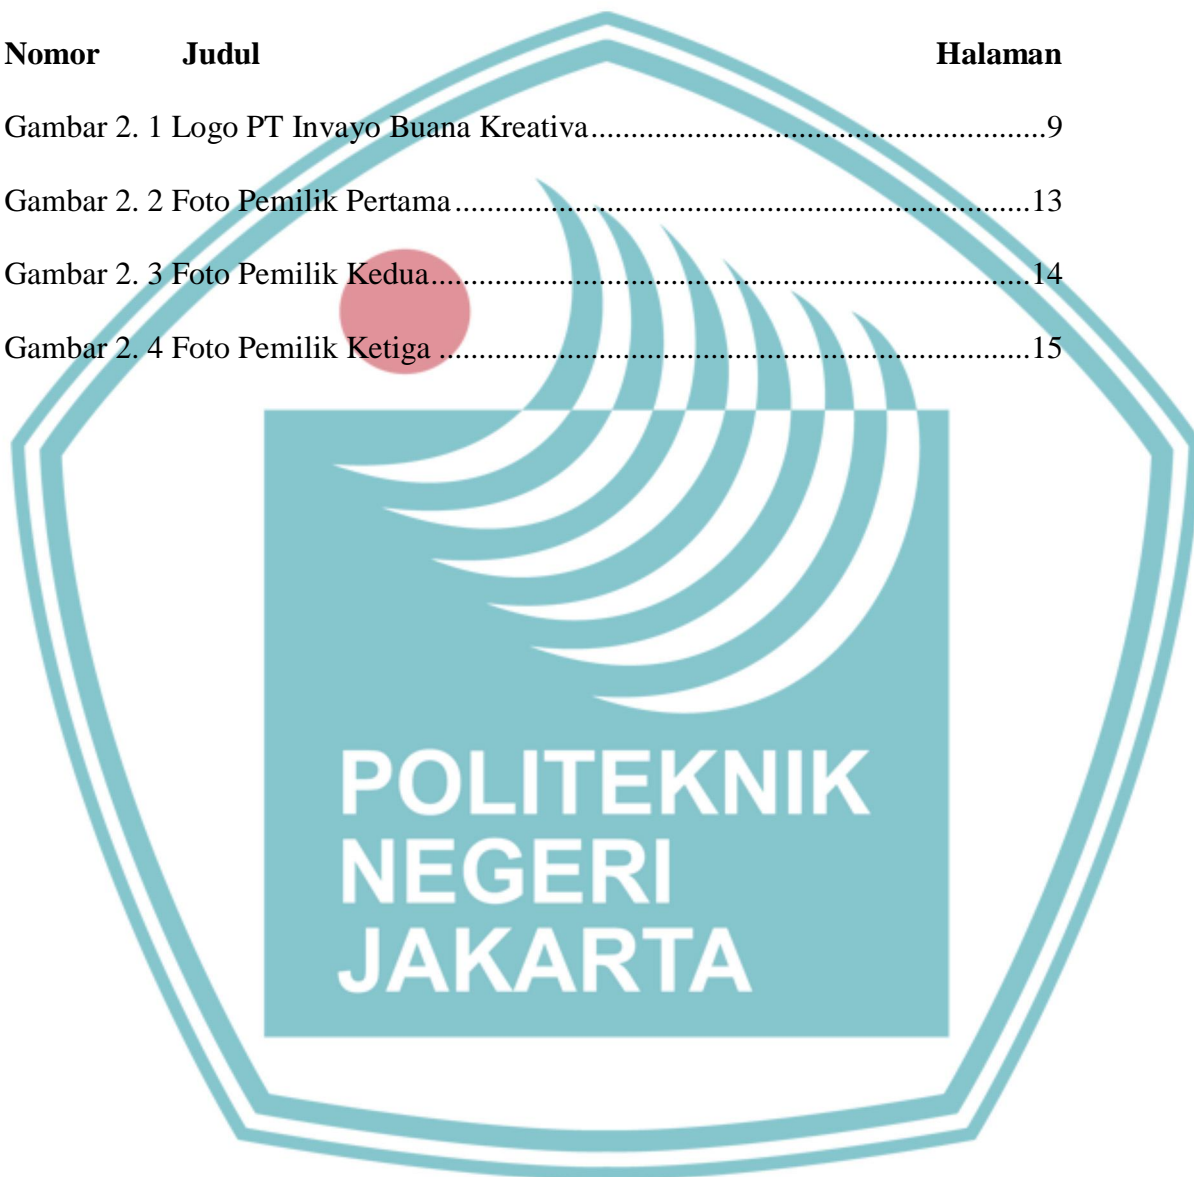 Nomor Judul Halaman
Gambar 2. 1 Logo PT Invayo Buana Kreativa.........................................................9
Gambar 2. 2 Foto Pemilik Pertama........................................................................13
Gambar 2. 3 Foto Pemilik Kedua...........................................................................14
Gambar 2. 4 Foto Pemilik Ketiga ..........................................................................15
POLITEKNIK
NEGERI
JAKARTA